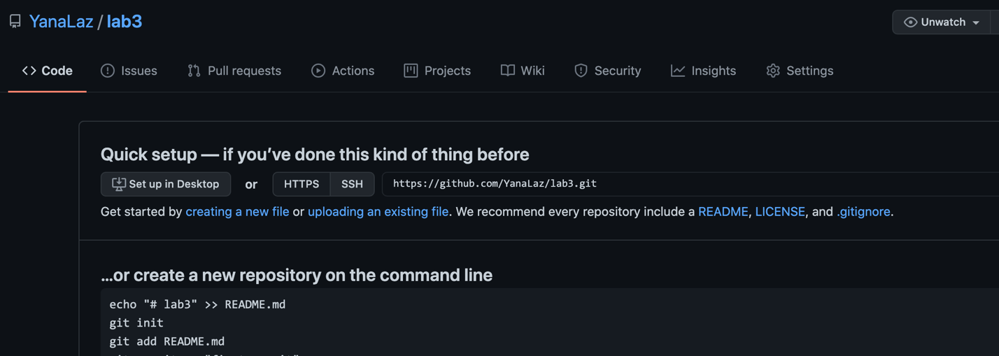 YanaLaz / lab3
Unwatch
Code Issues Pull requests Actions Projects Wiki Security Insights Settings
Quick setup — if you’ve done this kind of thing before
Set up in Desktop or HTTPS SSH https://github.com/YanaLaz/lab3.git
Get started by creating a new file or uploading an existing file. We recommend every repository include a README, LICENSE, and .gitignore.
…or create a new repository on the command line
echo "# lab3" >> README.md
git init
git add README.md